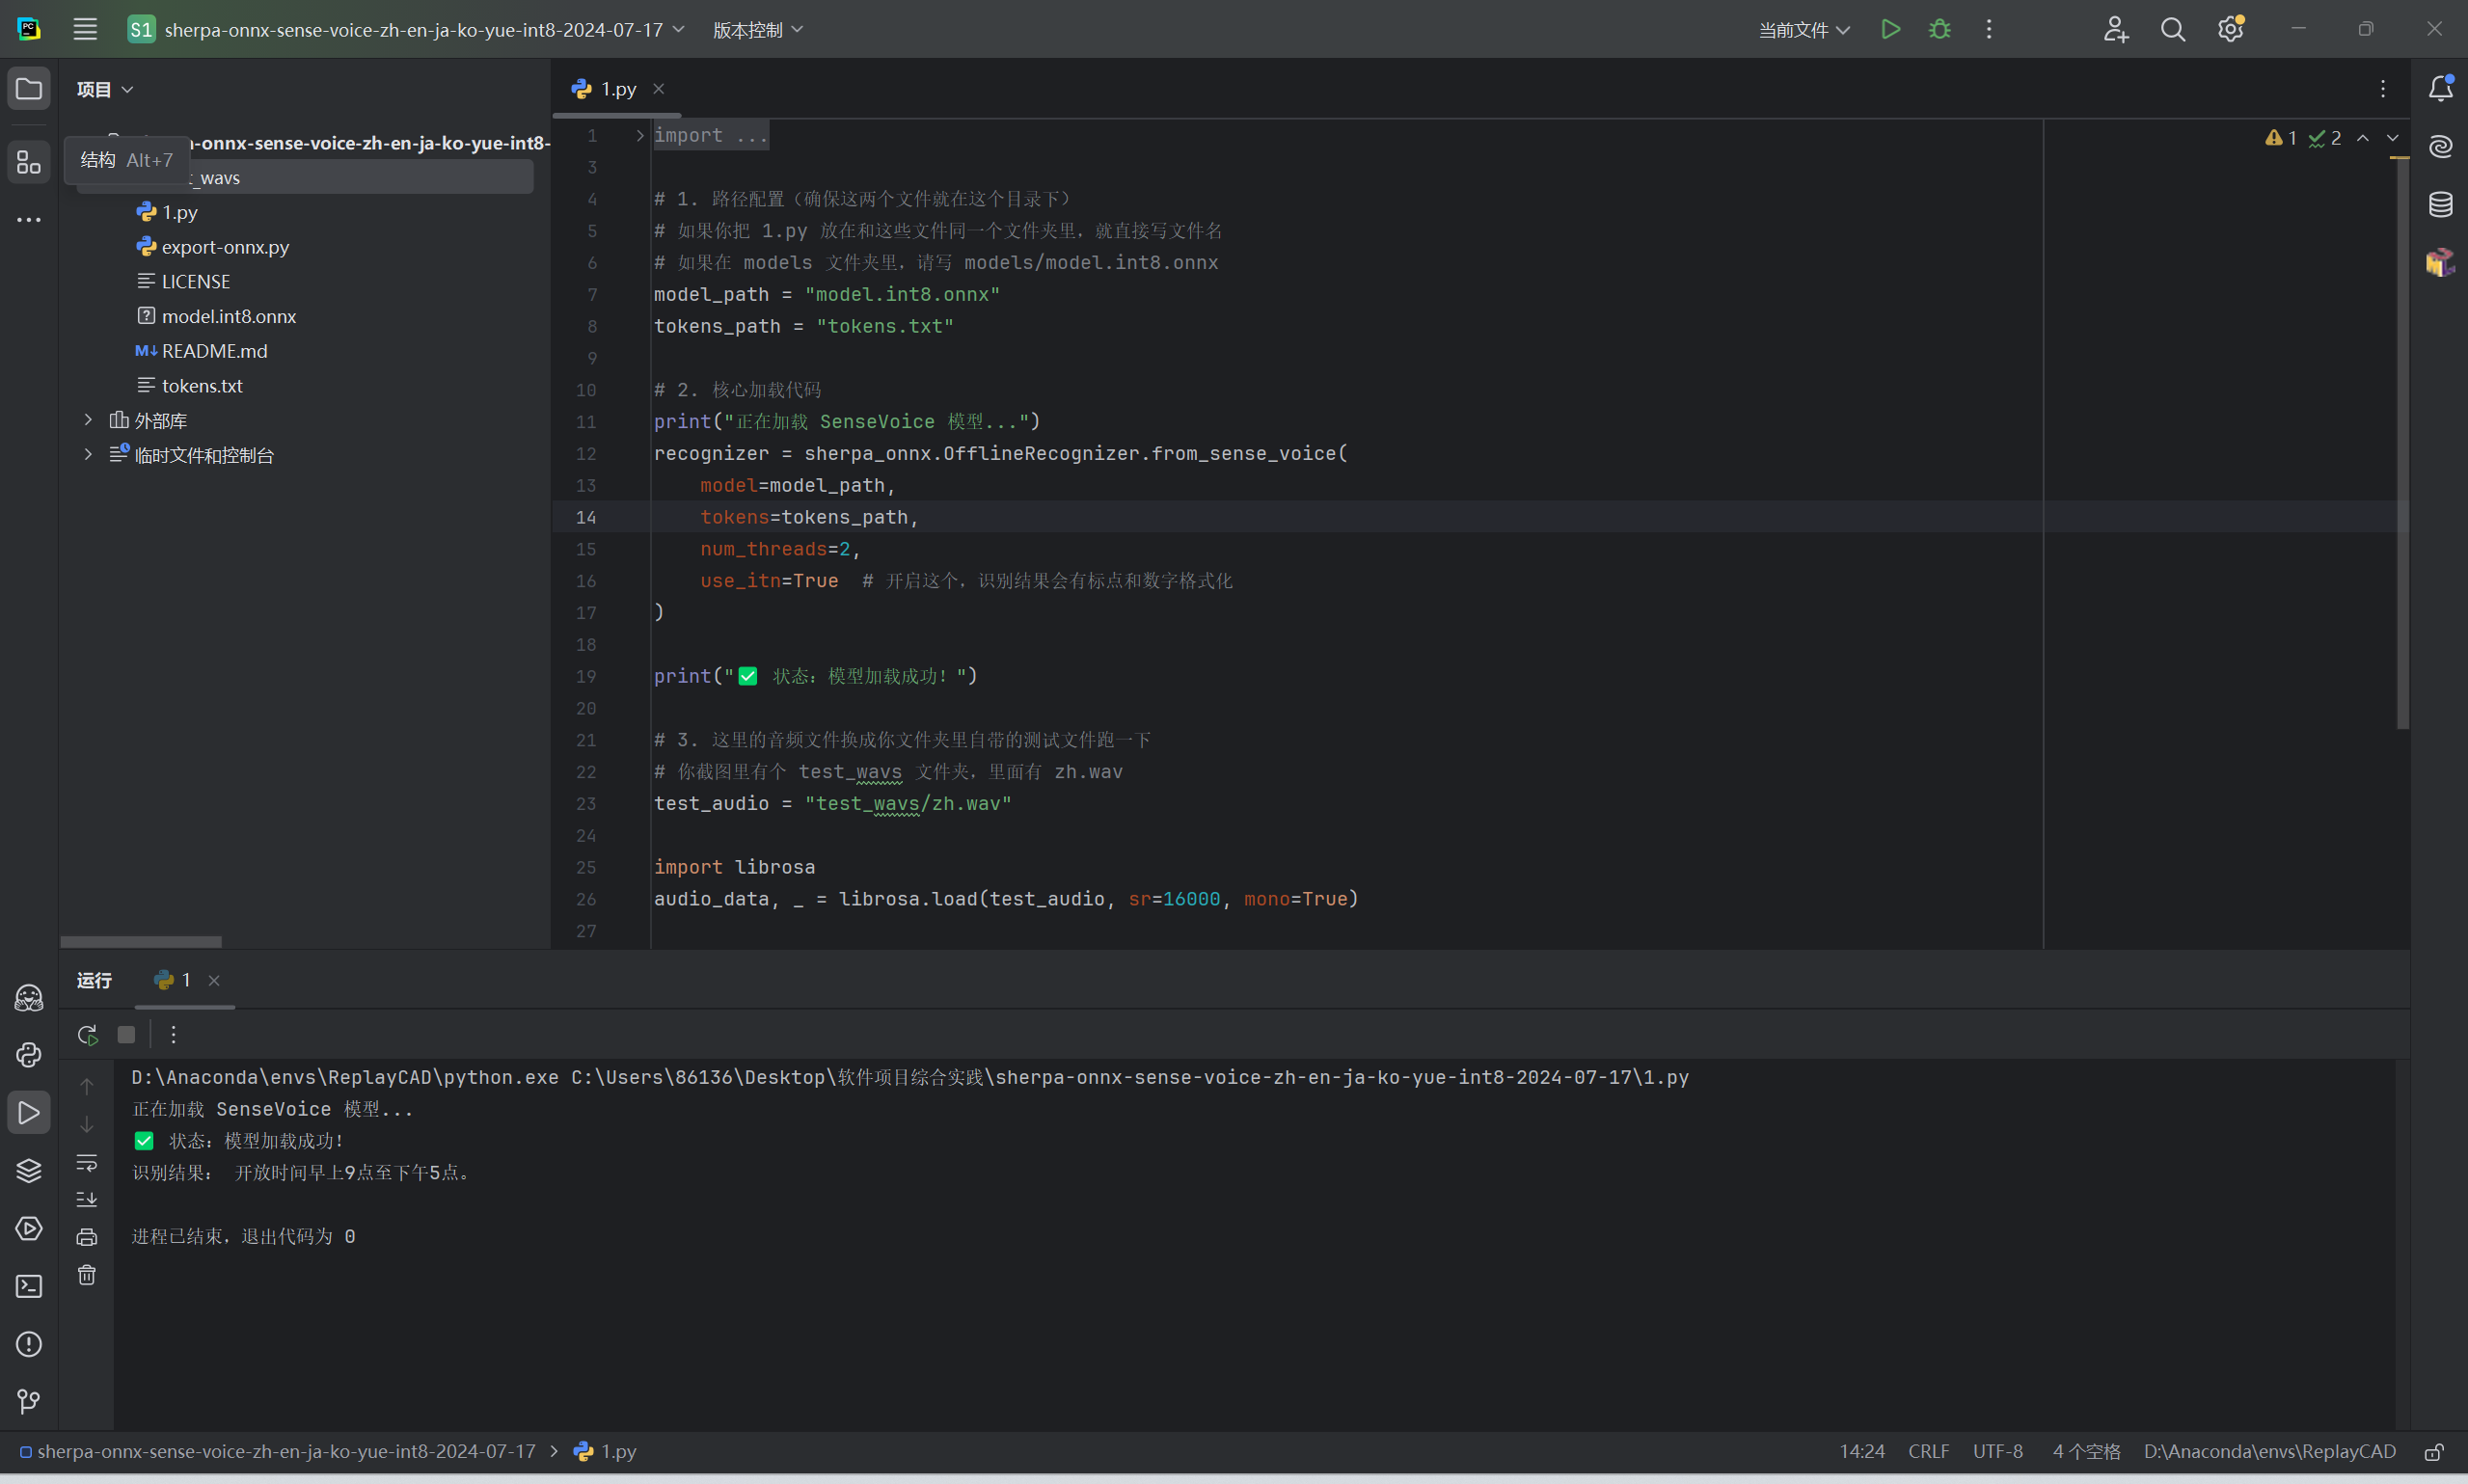 PC
S1 sherpa-onnx-sense-voice-zh-en-ja-ko-yue-int8-2024-07-17 版本控制 当前文件
项目
1.py
-onnx-sense-voice-zh-en-ja-ko-yue-int8-
结构 Alt+7
_wavs
1.py
export-onnx.py
LICENSE
model.int8.onnx
README.md
tokens.txt
外部库
临时文件和控制台
1 2
1 import ...
3
4 # 1. 路径配置（确保这两个文件就在这个目录下）
5 # 如果你把 1.py 放在和这些文件同一个文件夹里，就直接写文件名
6 # 如果在 models 文件夹里，请写 models/model.int8.onnx
7 model_path = "model.int8.onnx"
8 tokens_path = "tokens.txt"
9
10 # 2. 核心加载代码
11 print("正在加载 SenseVoice 模型...")
12 recognizer = sherpa_onnx.OfflineRecognizer.from_sense_voice(
13 model=model_path,
14 tokens=tokens_path,
15 num_threads=2,
16 use_itn=True # 开启这个，识别结果会有标点和数字格式化
17 )
18
19 print("✅ 状态：模型加载成功！")
20
21 # 3. 这里的音频文件换成你文件夹里自带的测试文件跑一下
22 # 你截图里有个 test_wavs 文件夹，里面有 zh.wav
23 test_audio = "test_wavs/zh.wav"
24
25 import librosa
26 audio_data, _ = librosa.load(test_audio, sr=16000, mono=True)
27
运行 1
D:\Anaconda\envs\ReplayCAD\python.exe C:\Users\86136\Desktop\软件项目综合实践\sherpa-onnx-sense-voice-zh-en-ja-ko-yue-int8-2024-07-17\1.py
正在加载 SenseVoice 模型...
✅ 状态：模型加载成功！
识别结果： 开放时间早上9点至下午5点。
进程已结束，退出代码为 0
sherpa-onnx-sense-voice-zh-en-ja-ko-yue-int8-2024-07-17 > 1.py 14:24 CRLF UTF-8 4 个空格 D:\Anaconda\envs\ReplayCAD